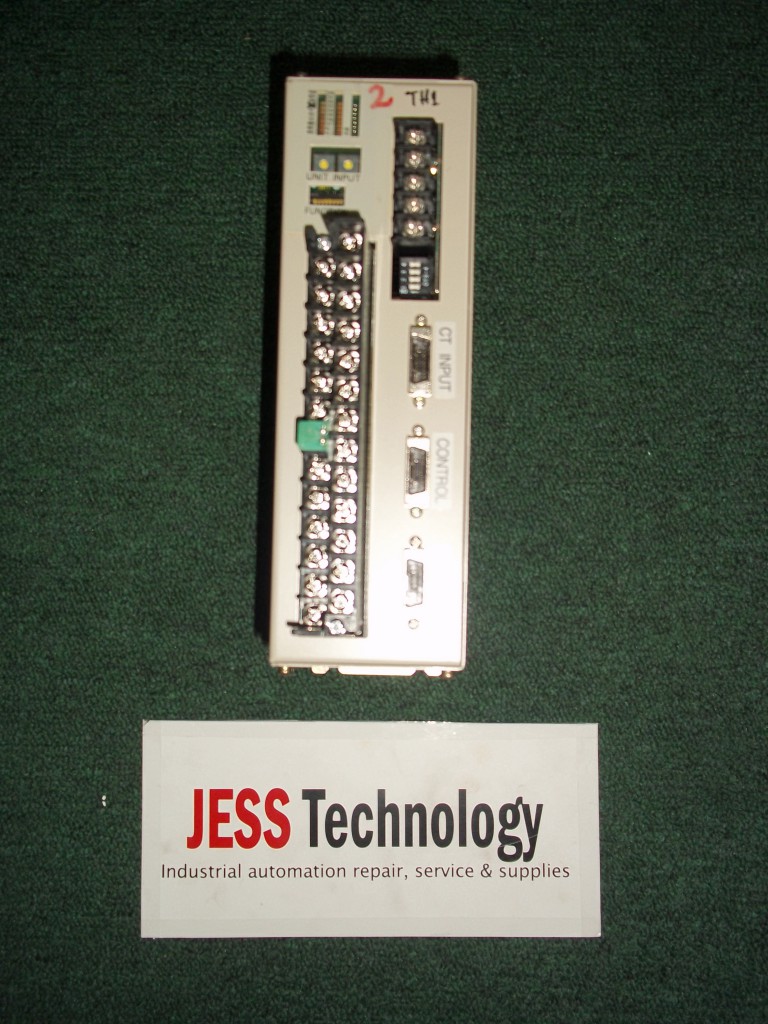 2 TH1
UNIT INPUT
CT INPUT
CONTROL
JESS Technology
Industrial automation repair, service & supplies